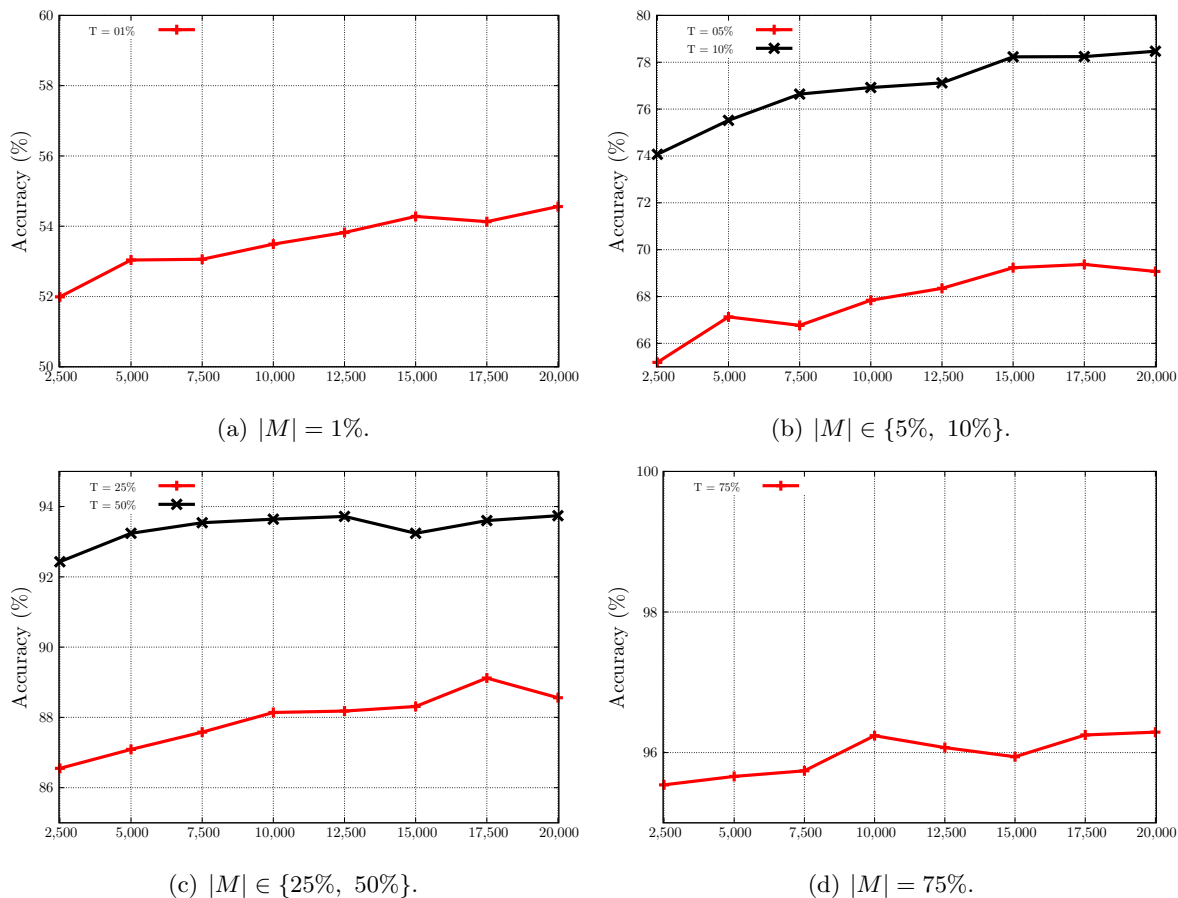 60
58
56
54
52
50
Accuracy (%)
T = 01%
2,500 5,000 7,500 10,000 12,500 15,000 17,500 20,000
(a) |M| = 1%.
80
78
76
74
72
70
68
66
Accuracy (%)
T = 05%
T = 10%
2,500 5,000 7,500 10,000 12,500 15,000 17,500 20,000
(b) |M| ∈ {5%, 10%}.
94
92
90
88
86
Accuracy (%)
T = 25%
T = 50%
2,500 5,000 7,500 10,000 12,500 15,000 17,500 20,000
(c) |M| ∈ {25%, 50%}.
100
98
96
Accuracy (%)
T = 75%
2,500 5,000 7,500 10,000 12,500 15,000 17,500 20,000
(d) |M| = 75%.